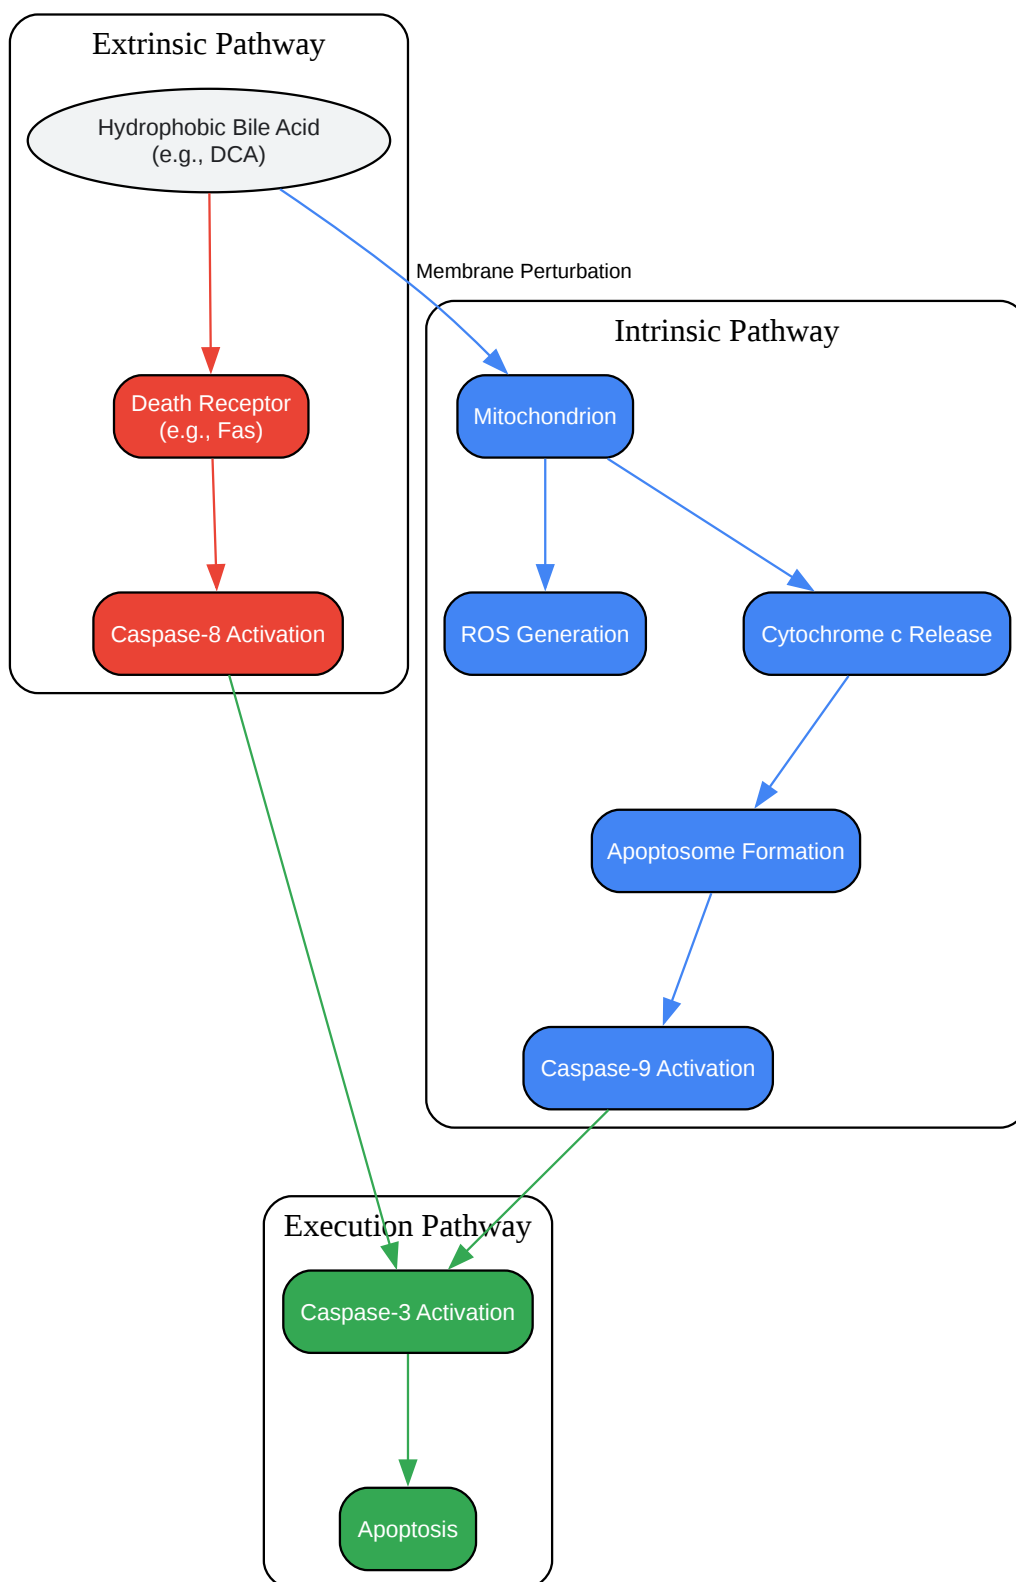 Extrinsic Pathway
Hydrophobic Bile Acid
(e.g., DCA)
Membrane Perturbation
Intrinsic Pathway
Death Receptor
(e.g., Fas)
Mitochondrion
Caspase-8 Activation
ROS Generation
Cytochrome c Release
Apoptosome Formation
Caspase-9 Activation
Execution Pathway
Caspase-3 Activation
Apoptosis